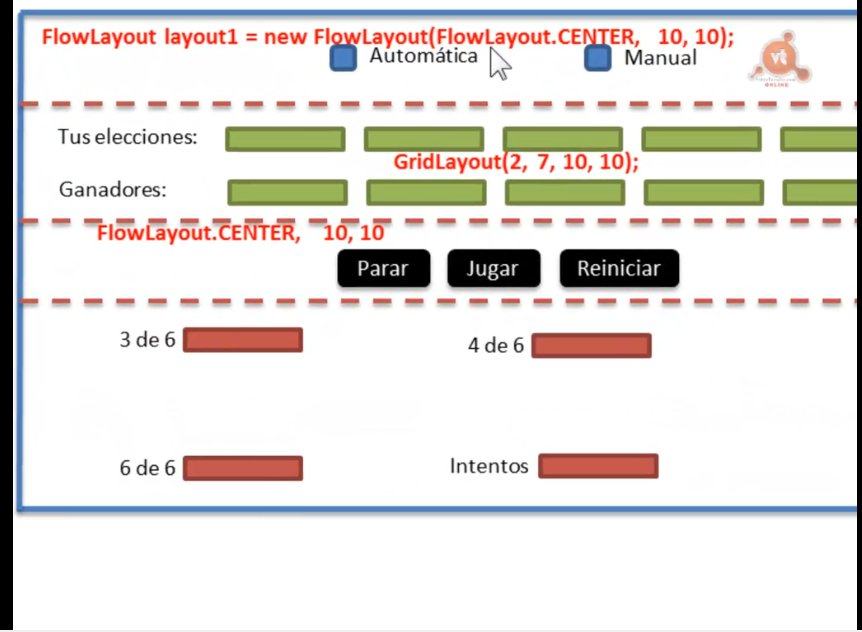 FlowLayout layout1 = new FlowLayout(FlowLayout.CENTER, 10, 10);
Automática Manual
vt
ONLINE
Tus elecciones:
GridLayout(2, 7, 10, 10);
Ganadores:
FlowLayout.CENTER, 10, 10
Parar Jugar Reiniciar
3 de 6 4 de 6
6 de 6 Intentos